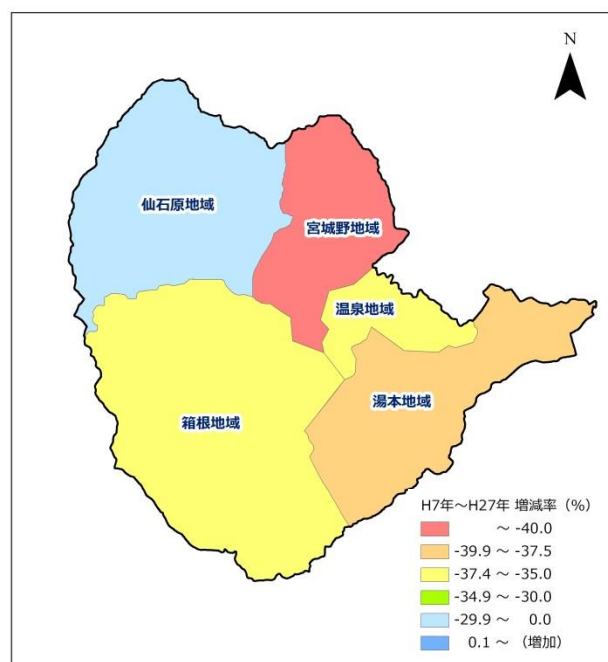 N
仙石原地域
宮城野地域
温泉地域
湯本地域
箱根地域
H7年～H27年 増減率（%）
～ -40.0
-39.9 ～ -37.5
-37.4 ～ -35.0
-34.9 ～ -30.0
-29.9 ～ 0.0
0.1 ～ （増加）